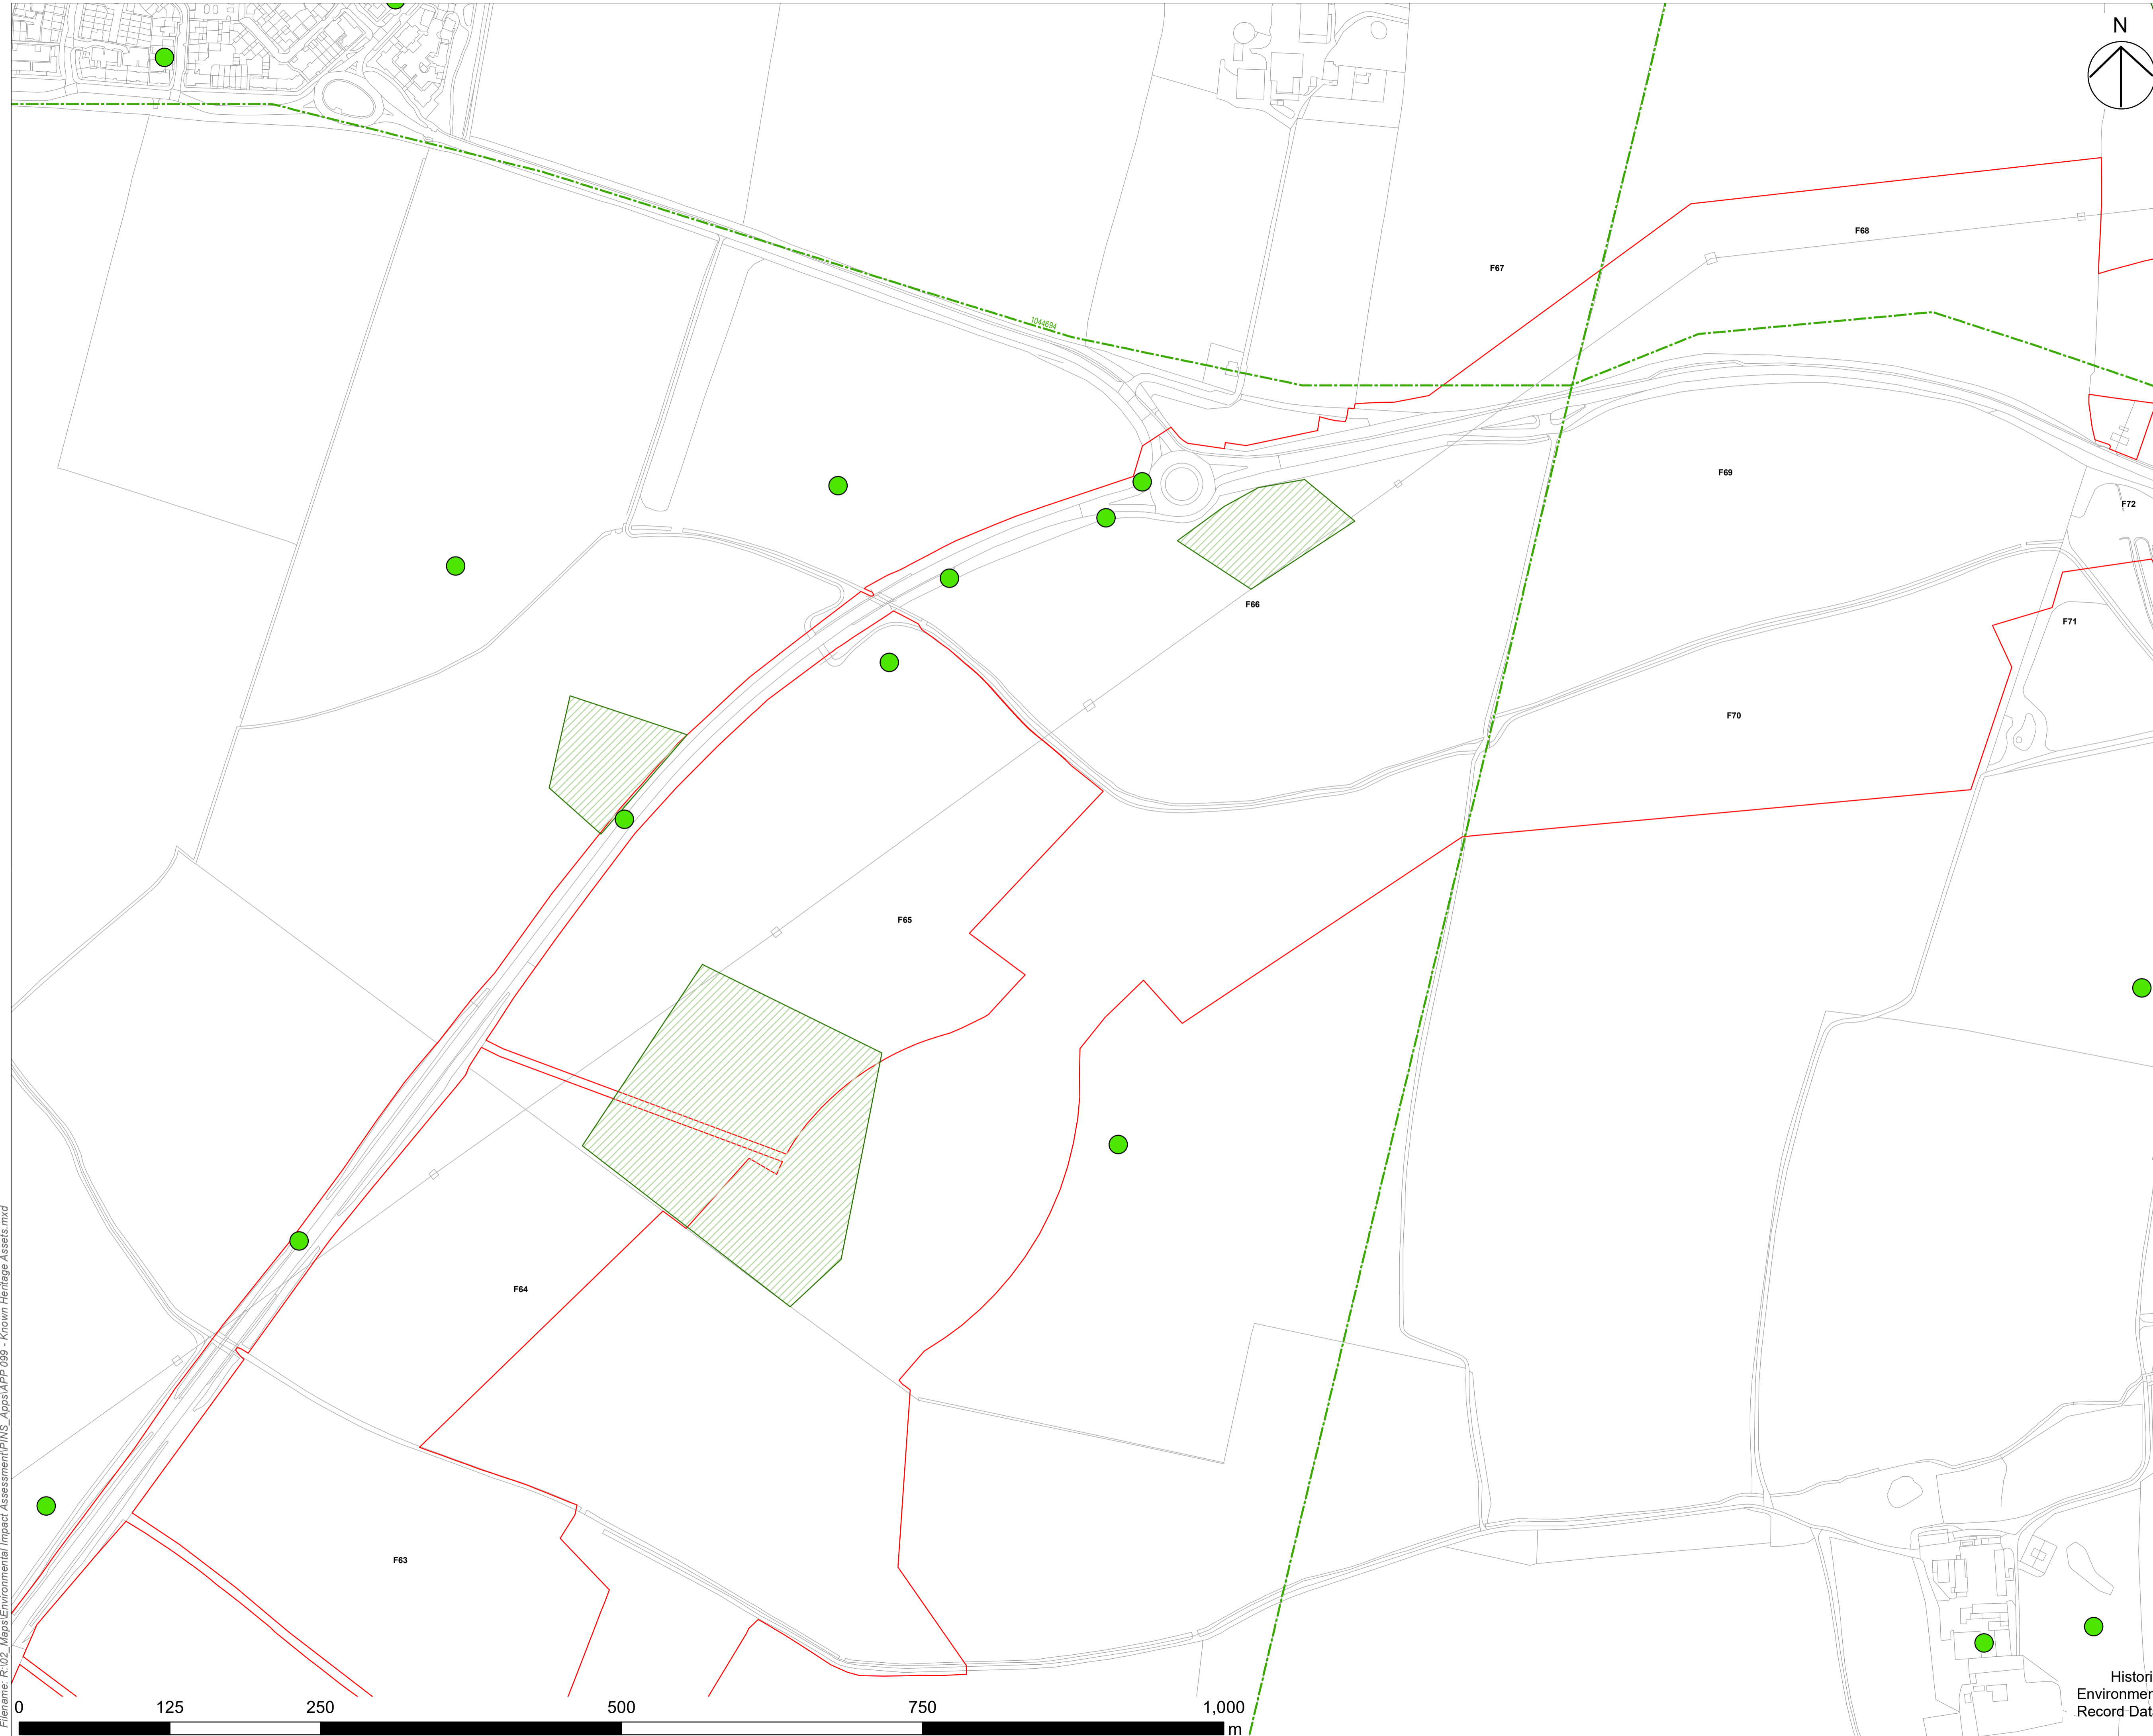 N
F68
F67
1044694
F69
F72
F66
F71
F70
F65
F64
F63
Filename: R:\02_Maps\Environmental Impact Assessment\PINS_Apps\APP 099 - Known Heritage Assets.mxd
0 125 250 500 750 1,000
m
Histori
Environmen
Record Dat